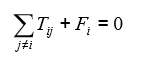 ∑_{j≠i} T_{ij} + F_i = 0